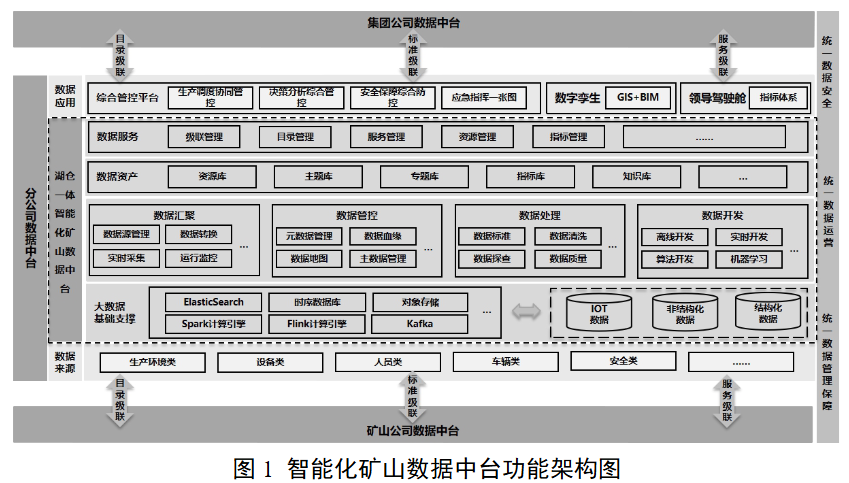 集团公司数据中台
目录级联
标准级联
服务级联
统一数据安全
统一数据运营
统一数据管理保障
分公司数据中台
数据
应用
综合管控平台
生产调度协同管
控
决策分析综合管
控
安全保障综合防
控
应急指挥一张图
数字孪生
GIS+BIM
领导驾驶舱
指标体系
湖仓
一体
智能
化矿
山数
据中
台
数据服务
级联管理
目录管理
服务管理
资源管理
指标管理
......
数据资产
资源库
主题库
专题库
指标库
知识库
...
数据汇聚
数据源管理
数据转换
实时采集
运行监控
...
数据管控
元数据管理
数据血缘
数据地图
主数据管理
...
数据处理
数据标准
数据清洗
数据探查
数据质量
...
数据开发
离线开发
实时开发
算法开发
机器学习
...
大数据
基础支撑
ElasticSearch
时序数据库
对象存储
Spark计算引擎
Flink计算引擎
Kafka
...
IOT
数据
非结构化
数据
结构化
数据
数据
来源
生产环境类
设备类
人员类
车辆类
安全类
......
目录级联
标准级联
服务级联
矿山公司数据中台
图 1 智能化矿山数据中台功能架构图